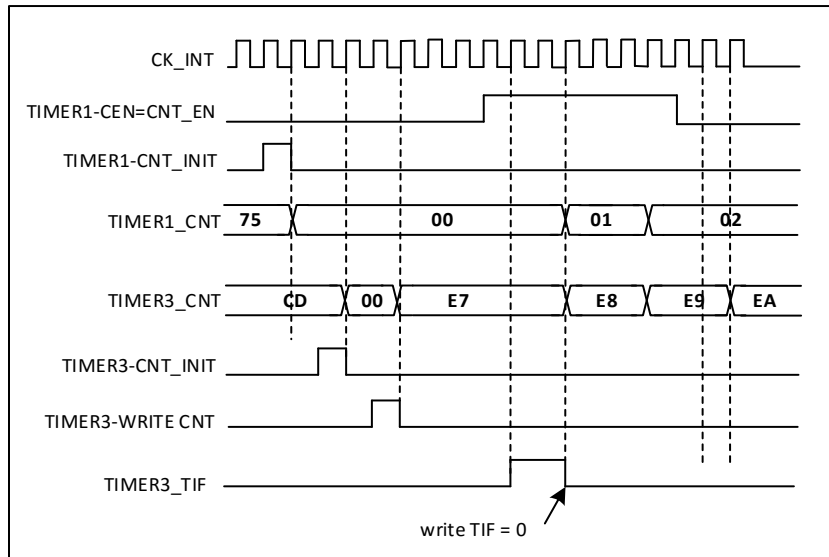 CK_INT
TIMER1-CEN=CNT_EN
TIMER1-CNT_INIT
TIMER1_CNT 75 00 01 02
TIMER3_CNT CD 00 E7 E8 E9 EA
TIMER3-CNT_INIT
TIMER3-WRITE CNT
TIMER3_TIF
write TIF = 0